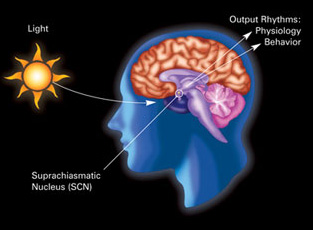 Light
Output Rhythms:
Physiology
Behavior
Suprachiasmatic
Nucleus (SCN)